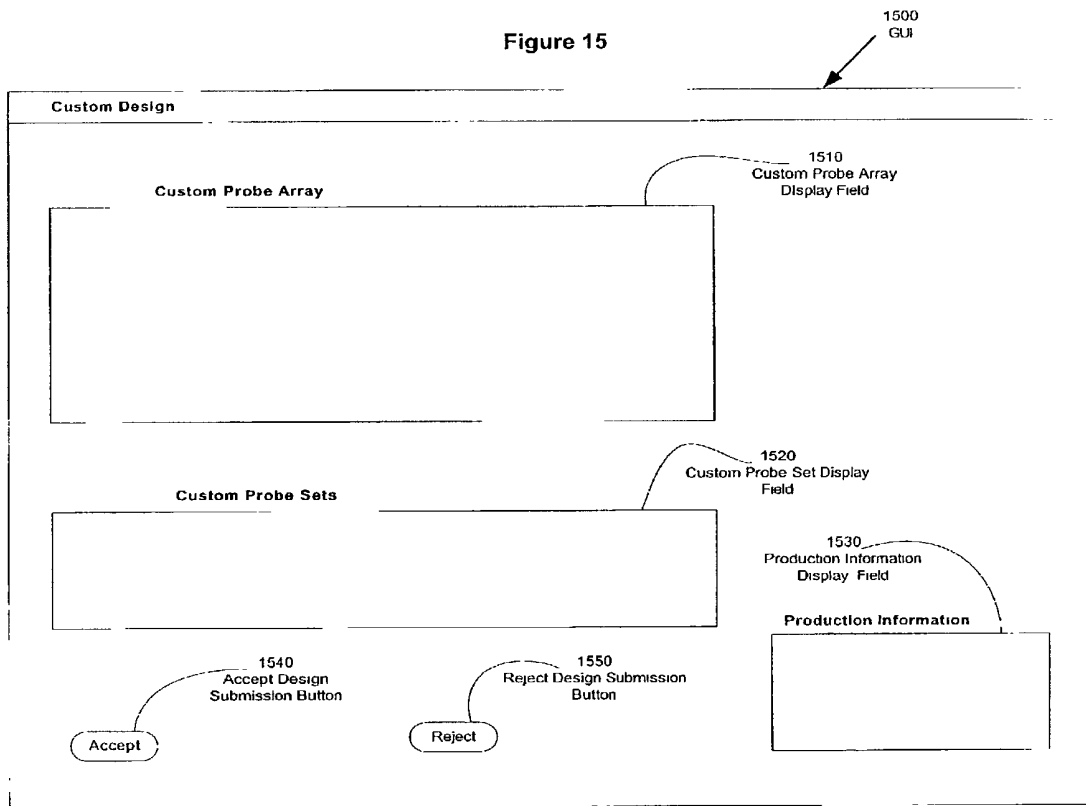 Figure 15
1500
GUI
Custom Design
1510
Custom Probe Array
Display Field
Custom Probe Array
1520
Custom Probe Set Display
Field
Custom Probe Sets
1530
Production Information
Display Field
Production Information
1540
Accept Design
Submission Button
1550
Reject Design Submission
Button
Accept
Reject